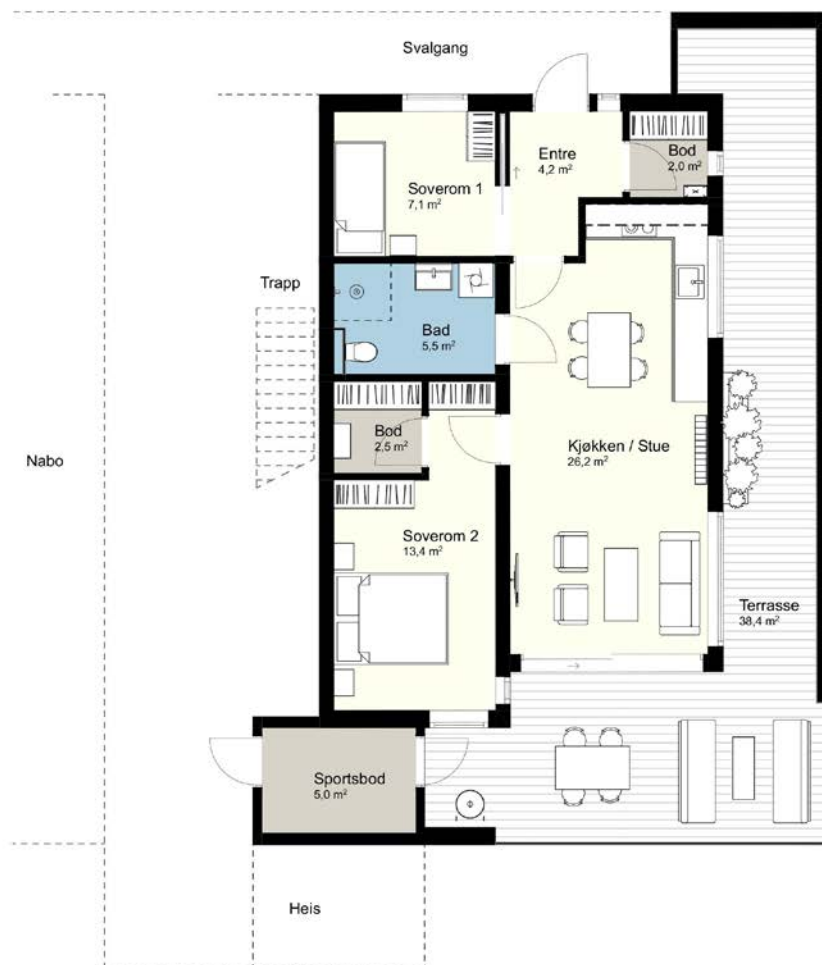 Svalgang
Entre
4,2 m²
Bod
2,0 m²
Soverom 1
7,1 m²
Trapp
Bad
5,5 m²
Bod
2,5 m²
Kjøkken / Stue
26,2 m²
Nabo
Soverom 2
13,4 m²
Terrasse
38,4 m²
Sportsbod
5,0 m²
Heis